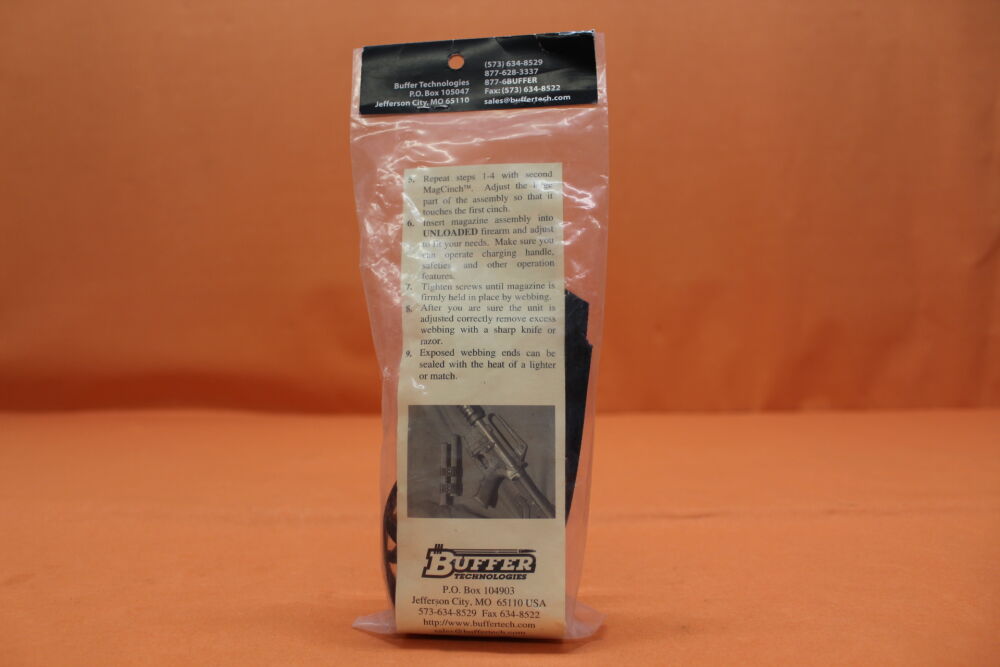 Buffer Technologies
P.O. Box 105047
Jefferson City, MO 65110
(573) 634-8529
877-628-3337
877-6BUFFER
Fax: (573) 634-8522
sales@buffertech.com
5. Repeat steps 1-4 with second
MagCinch™. Adjust the
part of the assembly so that it
touches the first cinch.
6. Insert magazine assembly into
UNLOADED firearm and adjust
to fit your needs. Make sure you
can operate charging handle,
safeties and other operation
features.
7. Tighten screws until magazine is
firmly held in place by webbing.
8. After you are sure the unit is
adjusted correctly remove excess
webbing with a sharp knife or
razor.
9. Exposed webbing ends can be
sealed with the heat of a lighter
or match.
BUFFER
TECHNOLOGIES
P.O. Box 104903
Jefferson City, MO 65110 USA
573-634-8529 Fax 634-8522
http://www.buffertech.com
sales@buffertech.com